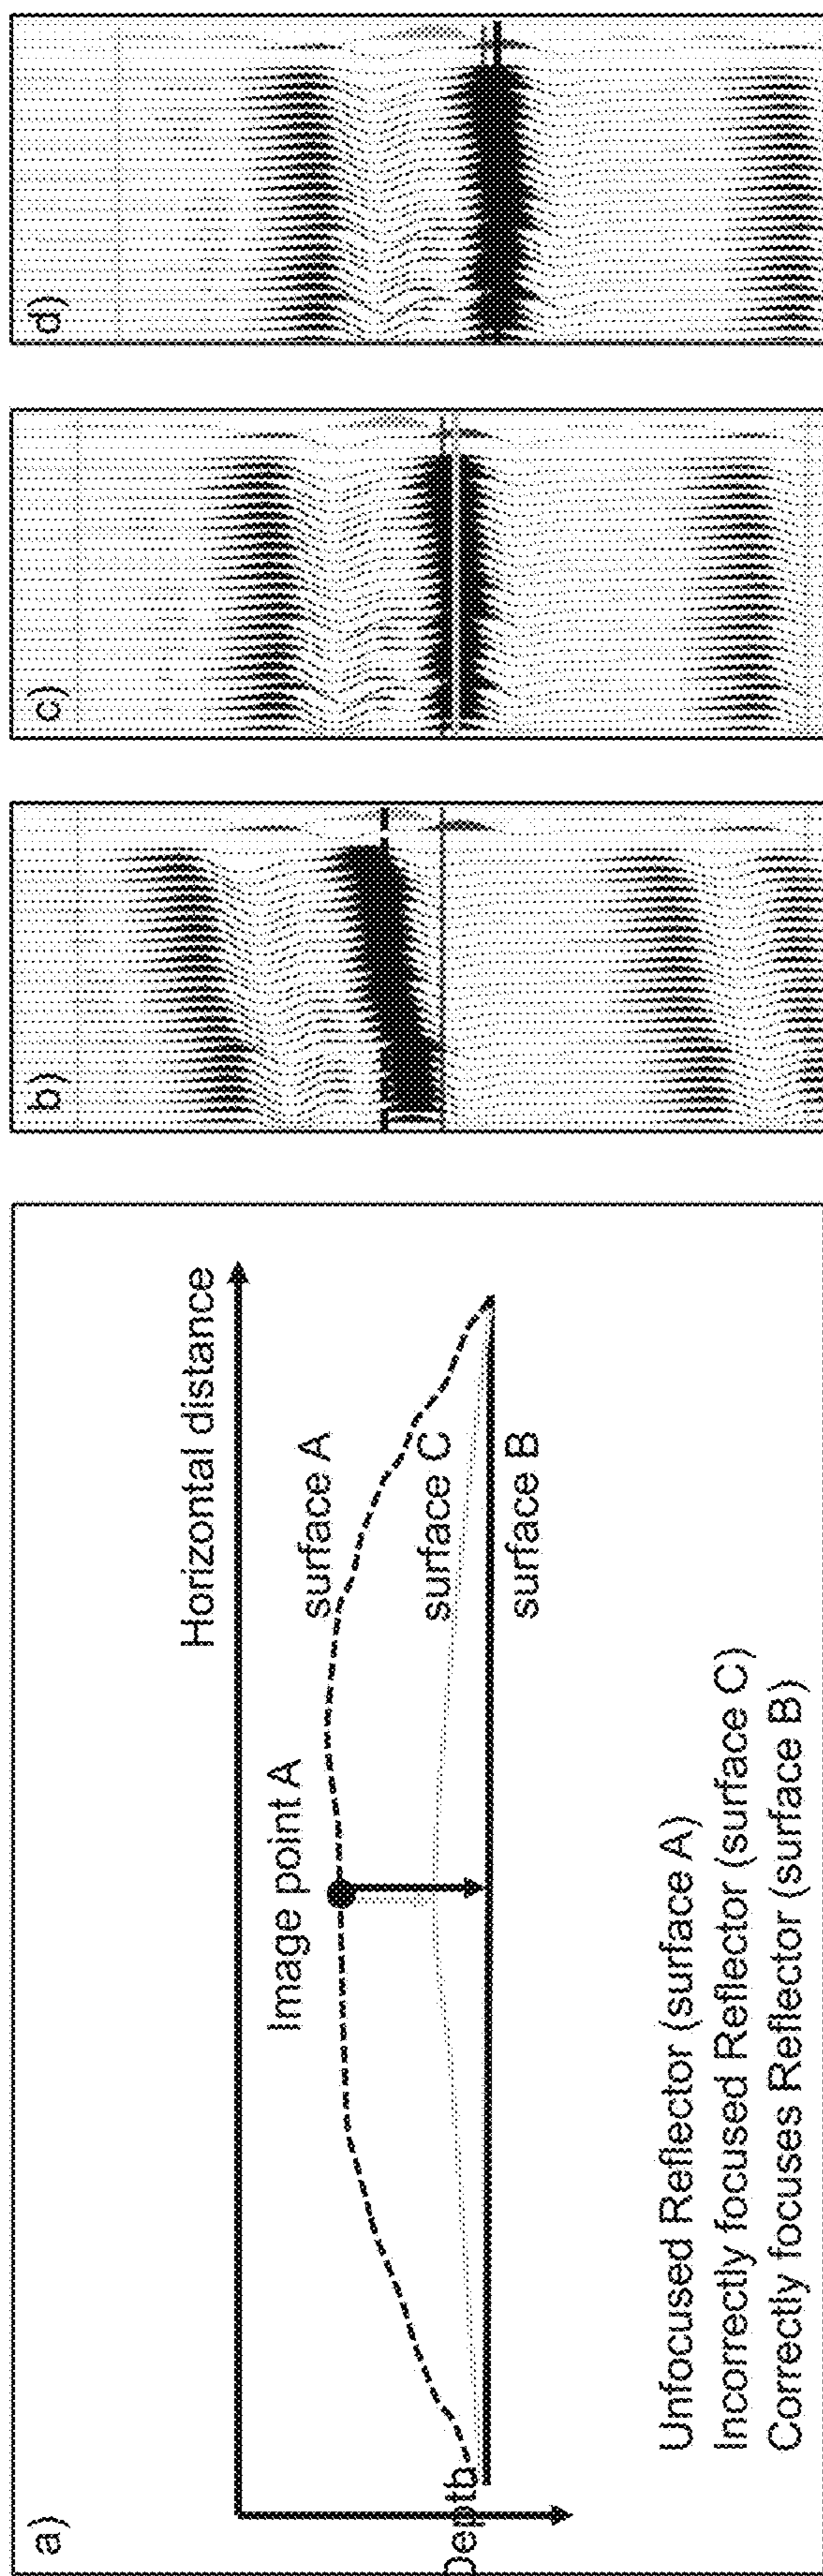 a)
Horizontal distance
Image point A
surface A
surface C
surface B
Depth
Unfocused Reflector (surface A)
Incorrectly focused Reflector (surface C)
Correctly focuses Reflector (surface B)
b)
c)
d)